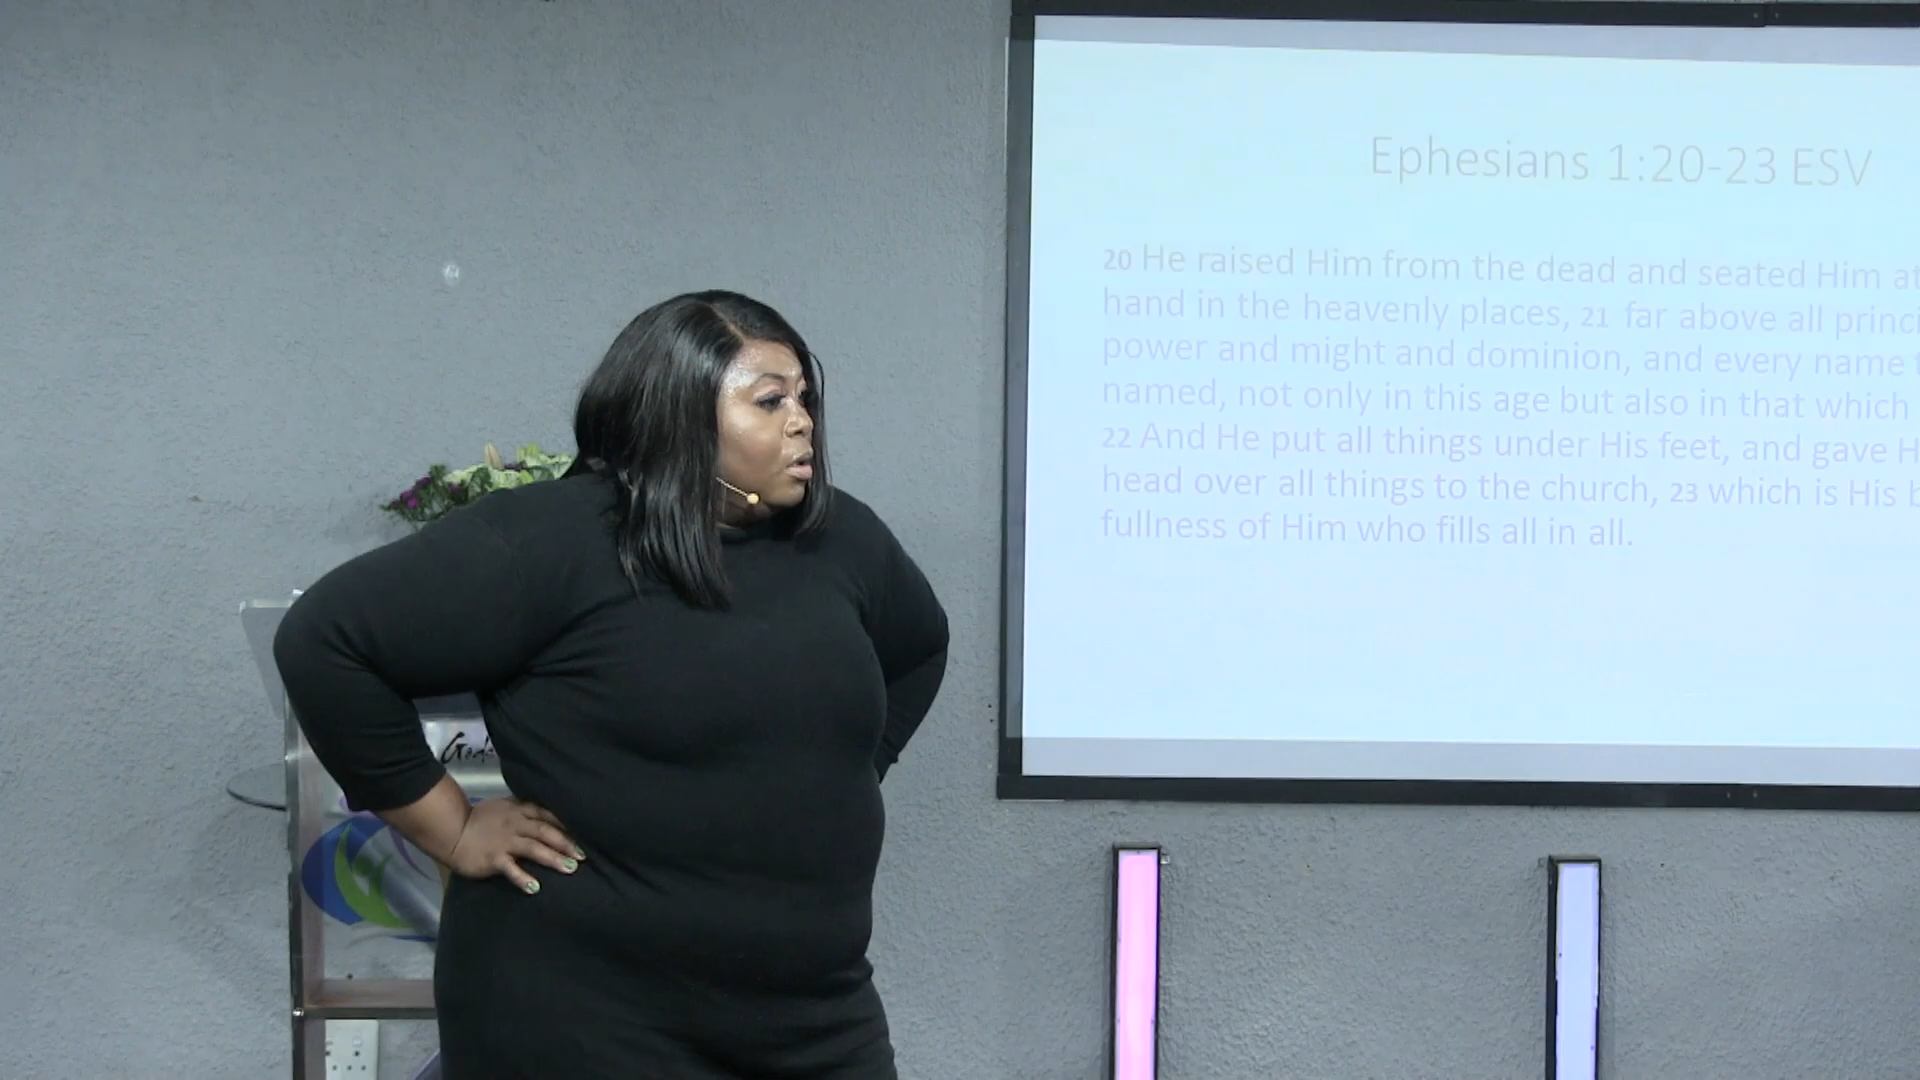 Ephesians 1:20-23 ESV
20 He raised Him from the dead and seated Him at
hand in the heavenly places, 21 far above all princi
power and might and dominion, and every name
named, not only in this age but also in that which
22 And He put all things under His feet, and gave H
head over all things to the church, 23 which is His b
fullness of Him who fills all in all.
God